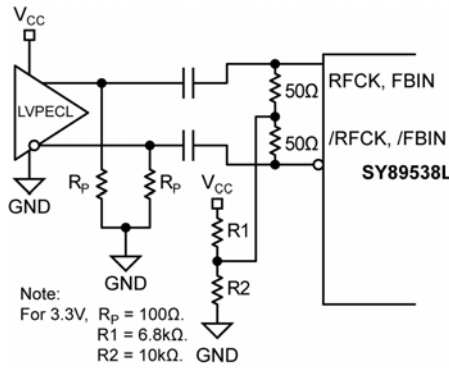 VCC
LVPECL
GND
RP
RP
GND
50Ω
50Ω
RFCK, FBIN
/RFCK, /FBIN
SY89538L
VCC
R1
R2
GND
Note:
For 3.3V, RP = 100Ω.
R1 = 6.8kΩ.
R2 = 10kΩ.